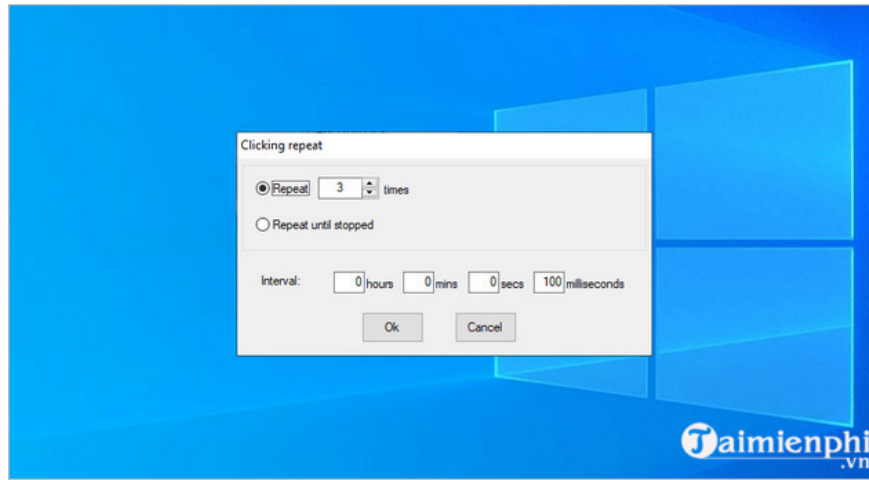 Clicking repeat
Repeat 3 times
Repeat until stopped
Interval: 0 hours 0 mins 0 secs 100 milliseconds
Ok Cancel
Taimienphi
.vn